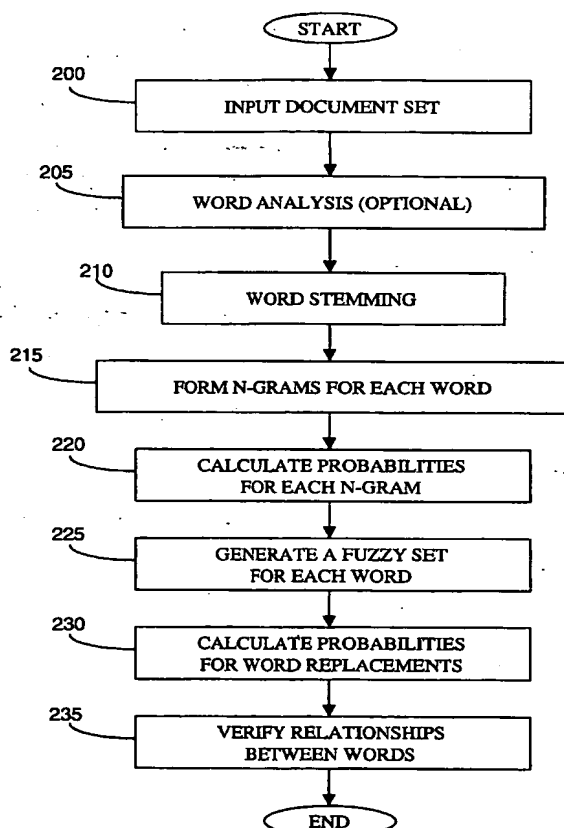 START
200
INPUT DOCUMENT SET
205
WORD ANALYSIS (OPTIONAL)
210
WORD STEMMING
215
FORM N-GRAMS FOR EACH WORD
220
CALCULATE PROBABILITIES
FOR EACH N-GRAM
225
GENERATE A FUZZY SET
FOR EACH WORD
230
CALCULATE PROBABILITIES
FOR WORD REPLACEMENTS
235
VERIFY RELATIONSHIPS
BETWEEN WORDS
END